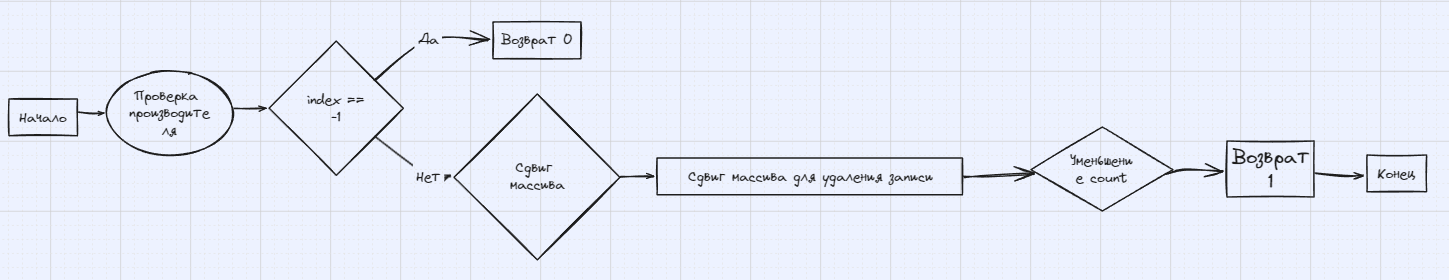 Начало
Проверка
производите
ля
index ==
-1
Да
Возврат 0
Нет
Сдвиг
массива
Сдвиг массива для удаления записи
Уменьшени
е count
Возврат
1
Конец